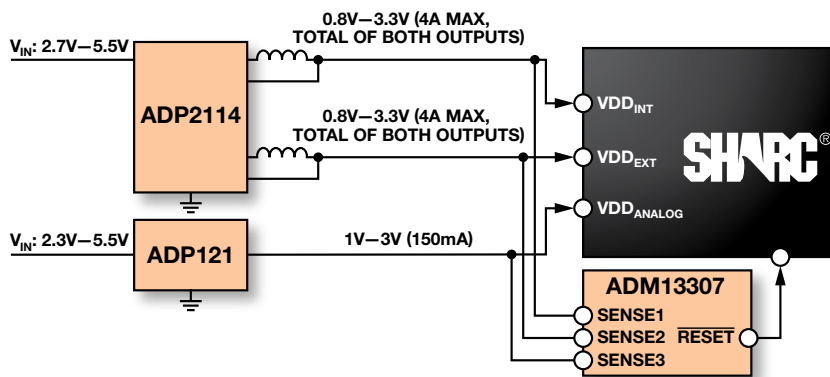 0.8V—3.3V (4A MAX,
TOTAL OF BOTH OUTPUTS)
VIN: 2.7V—5.5V
ADP2114
VDDINT
0.8V—3.3V (4A MAX,
TOTAL OF BOTH OUTPUTS)
VDDEXT
SHARC®
VDDANALOG
VIN: 2.3V—5.5V
ADP121
1V—3V (150mA)
ADM13307
SENSE1
SENSE2
RESET
SENSE3